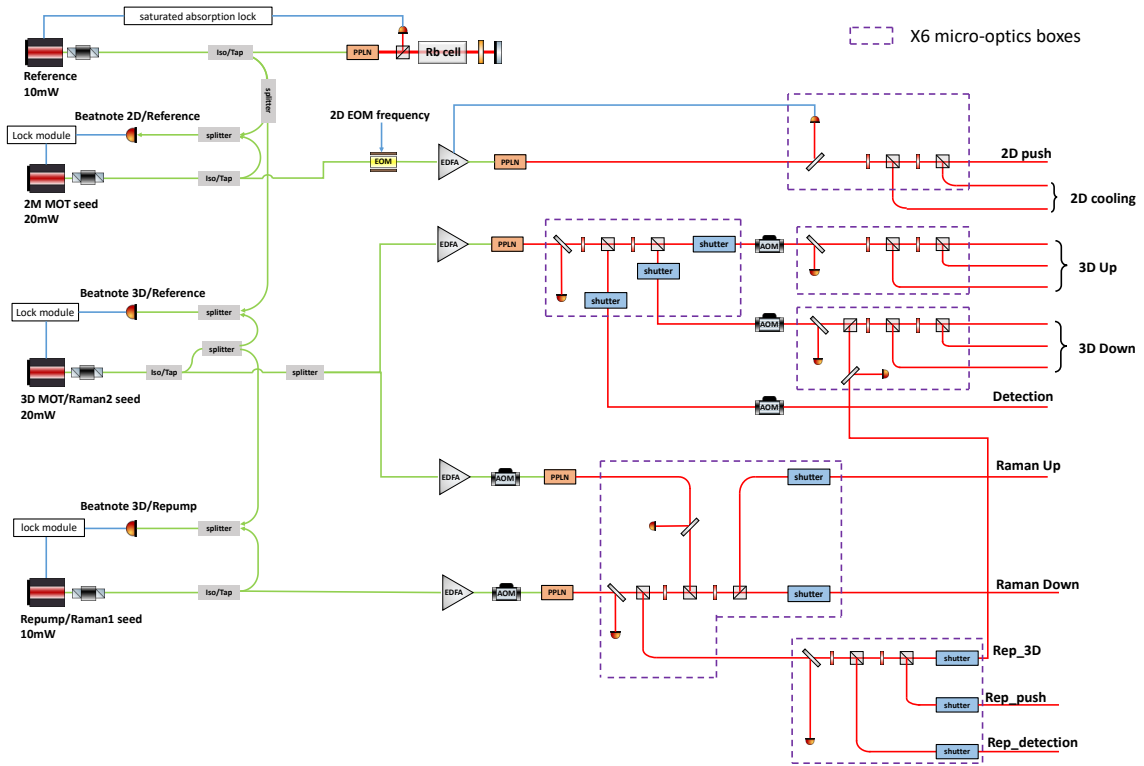 saturated absorption lock
X6 micro-optics boxes
Iso/Tap
PPLN
Rb cell
Reference
10mW
splitter
Beatnote 2D/Reference
2D EOM frequency
Lock module
splitter
EOM
EDFA
PPLN
2D push
Iso/Tap
2M MOT seed
20mW
2D cooling
EDFA
PPLN
shutter
AOM
shutter
3D Up
shutter
Beatnote 3D/Reference
Lock module
splitter
AOM
3D Down
splitter
Iso/Tap
splitter
3D MOT/Raman2 seed
20mW
Detection
AOM
Raman Up
EDFA
AOM
PPLN
shutter
Beatnote 3D/Repump
lock module
splitter
Raman Down
Iso/Tap
EDFA
AOM
PPLN
shutter
Repump/Raman1 seed
10mW
Rep_3D
shutter
Rep_push
shutter
Rep_detection
shutter